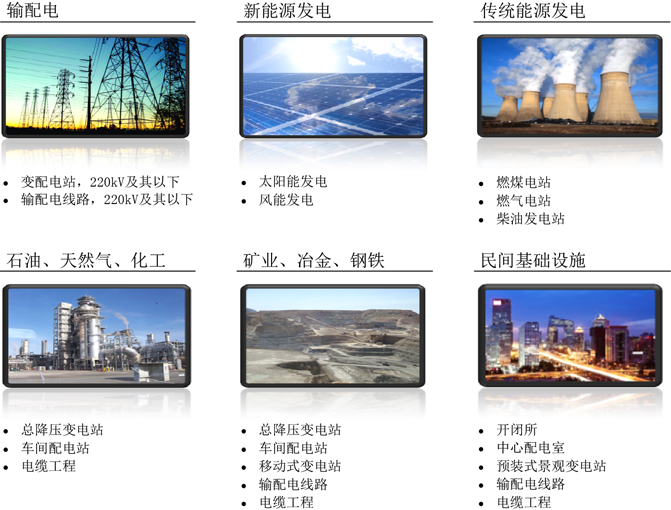 输配电
变配电站，220kV及其以下
输配电线路，220kV及其以下
新能源发电
太阳能发电
风能发电
传统能源发电
燃煤电站
燃气电站
柴油发电站
石油、天然气、化工
总降压变电站
车间配电站
电缆工程
矿业、冶金、钢铁
总降压变电站
车间配电站
移动式变电站
输配电线路
电缆工程
民间基础设施
开闭所
中心配电室
预装式景观变电站
输配电线路
电缆工程